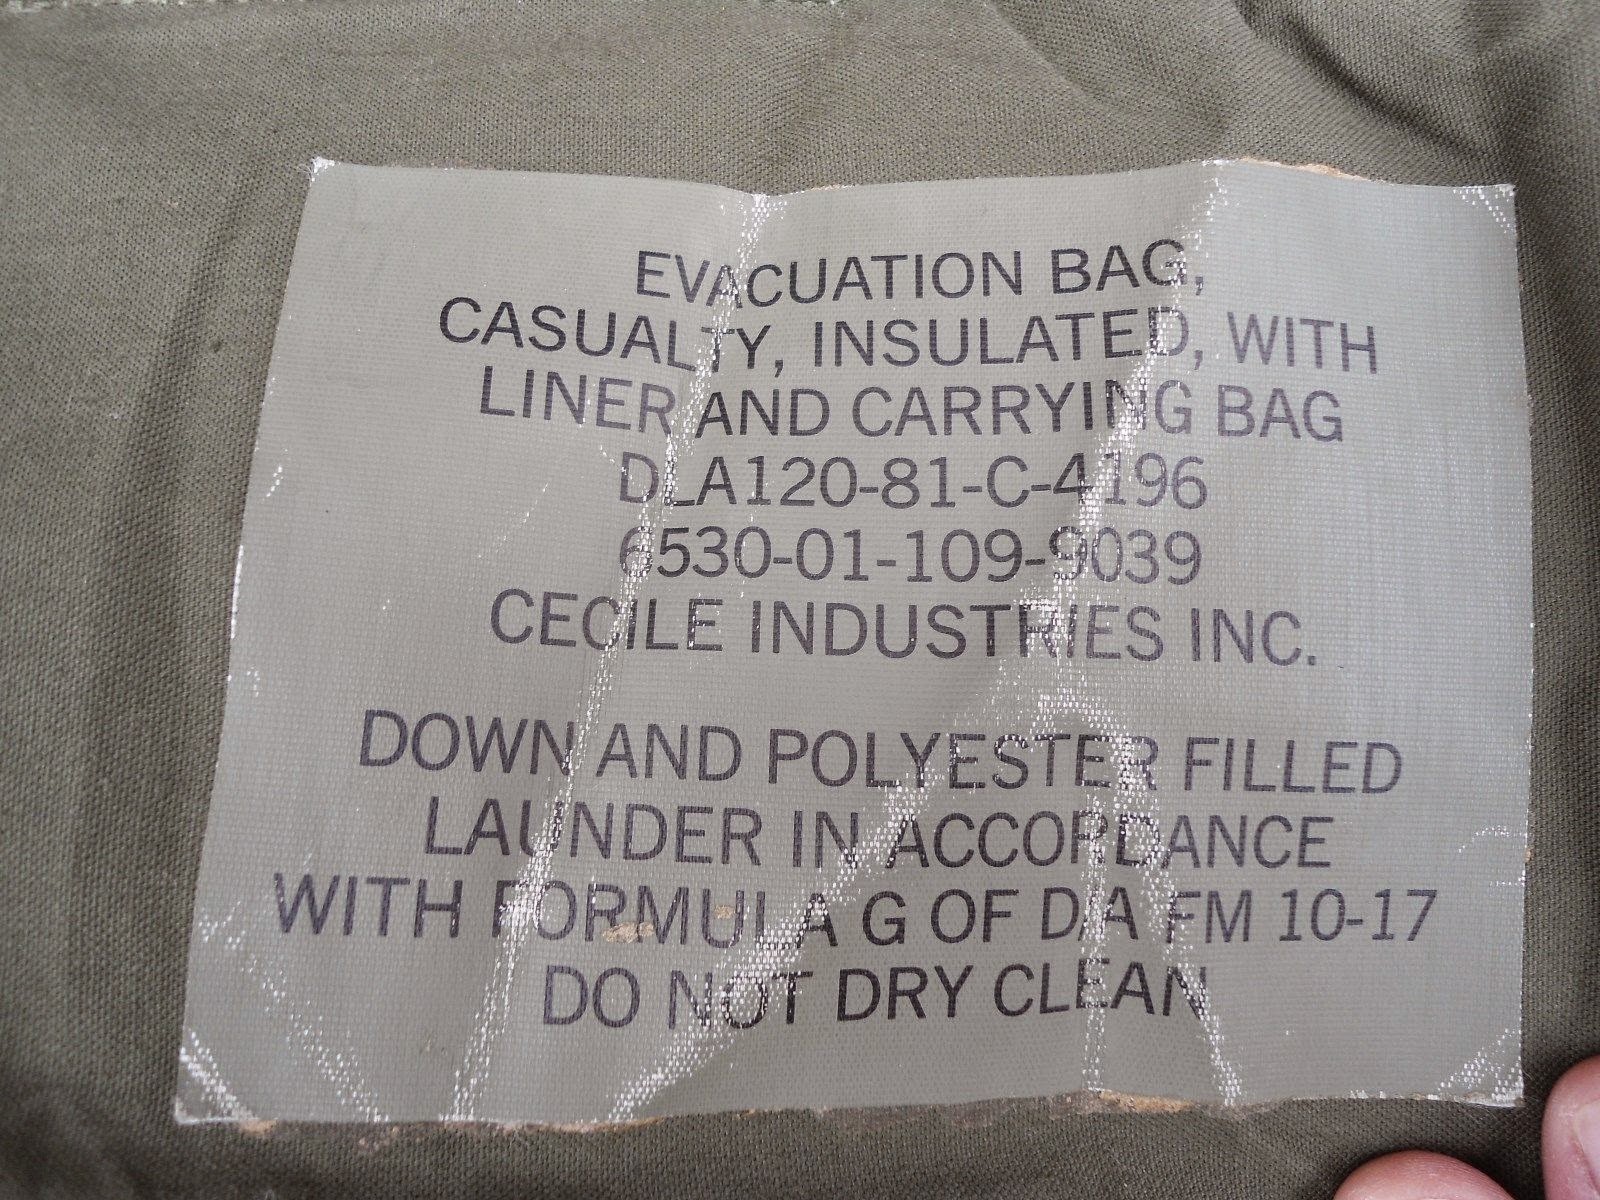 EVACUATION BAG,
CASUALTY, INSULATED, WITH
LINER AND CARRYING BAG
DLA120-81-C-4196
6530-01-109-9039
CECILE INDUSTRIES INC.
DOWN AND POLYESTER FILLED
LAUNDER IN ACCORDANCE
WITH FORMULA G OF D/A FM 10-17
DO NOT DRY CLEAN